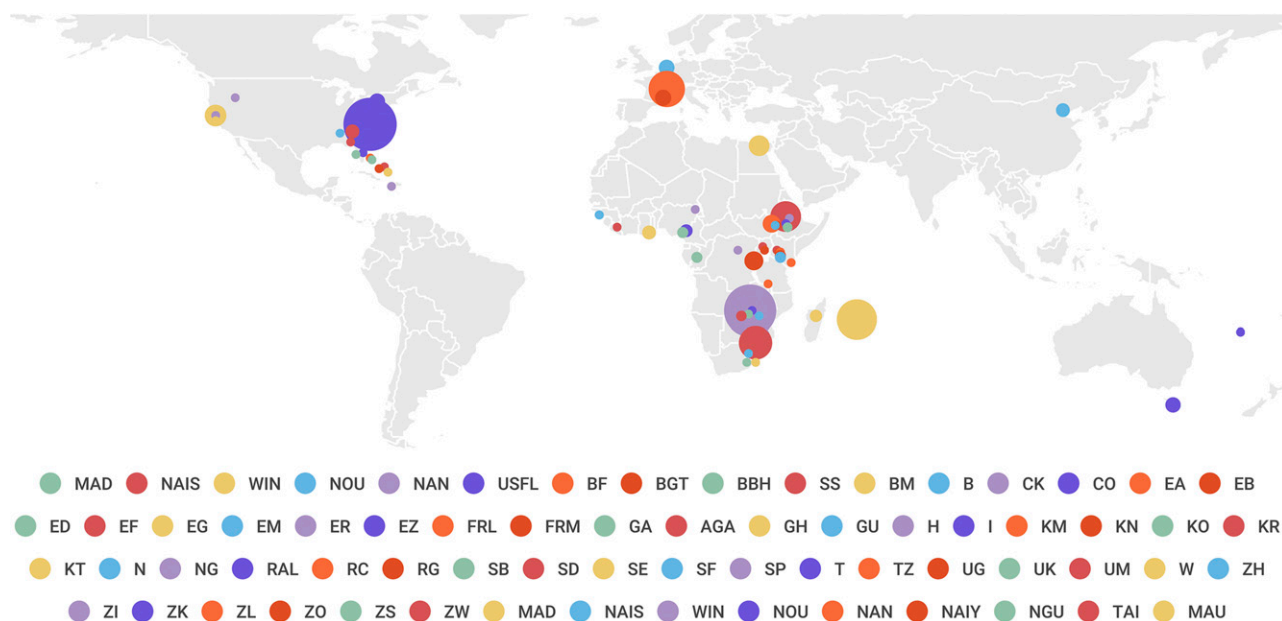 MAD NAIS WIN NOU NAN USFL BF BGT BBH SS BM B CK CO EA EB
ED EF EG EM ER EZ FRL FRM GA AGA GH GU H I KM KN KO KR
KT N NG RAL RC RG SB SD SE SF SP T TZ UG UK UM W ZH
ZI ZK ZL ZO ZS ZW MAD NAIS WIN NOU NAN NAIY NGU TAI MAU